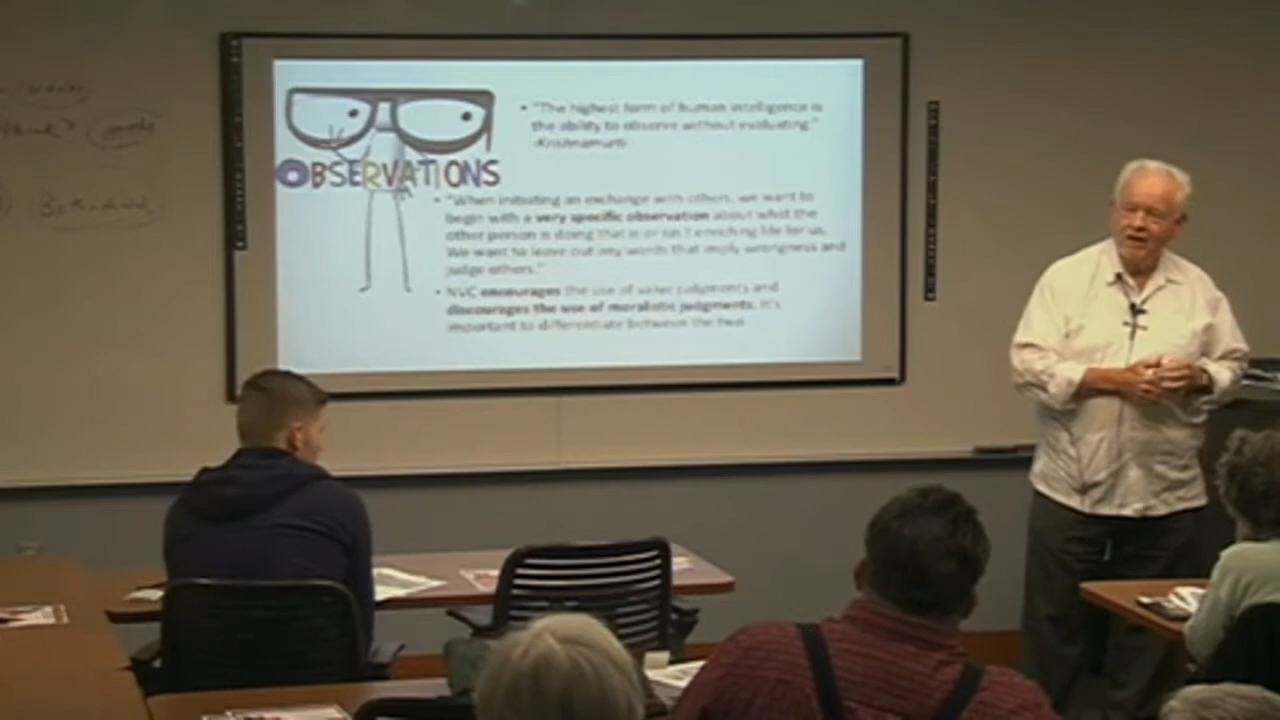 OBSERVATIONS
• "The highest form of human intelligence is
the ability to observe without evaluating."
-Krishnamurti
• "When initiating an exchange with others, we want to
begin with a very specific observation about what the
other person is doing that is or isn't enriching life for us.
We want to leave out any words that imply wrongness and
judge others."
• NVC encourages the use of value judgments and
discourages the use of moralistic judgments. It's
important to differentiate between the two.